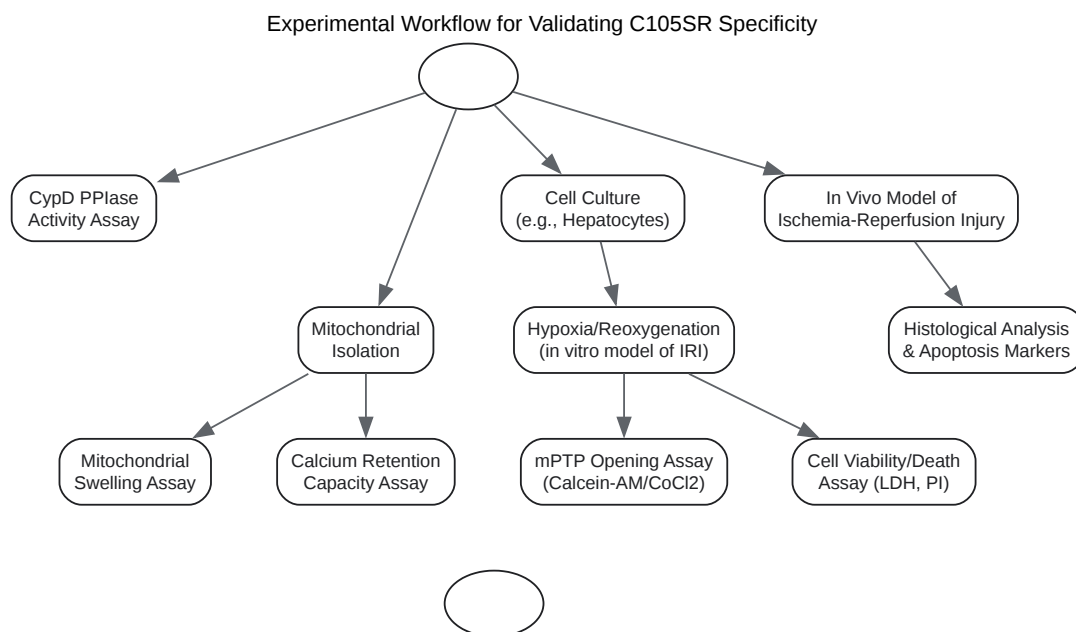 Experimental Workflow for Validating C105SR Specificity
CypD PPIase
Activity Assay
Cell Culture
(e.g., Hepatocytes)
In Vivo Model of
Ischemia-Reperfusion Injury
Mitochondrial
Isolation
Hypoxia/Reoxygenation
(in vitro model of IRI)
Histological Analysis
& Apoptosis Markers
Mitochondrial
Swelling Assay
Calcium Retention
Capacity Assay
mPTP Opening Assay
(Calcein-AM/CoCl2)
Cell Viability/Death
Assay (LDH, PI)